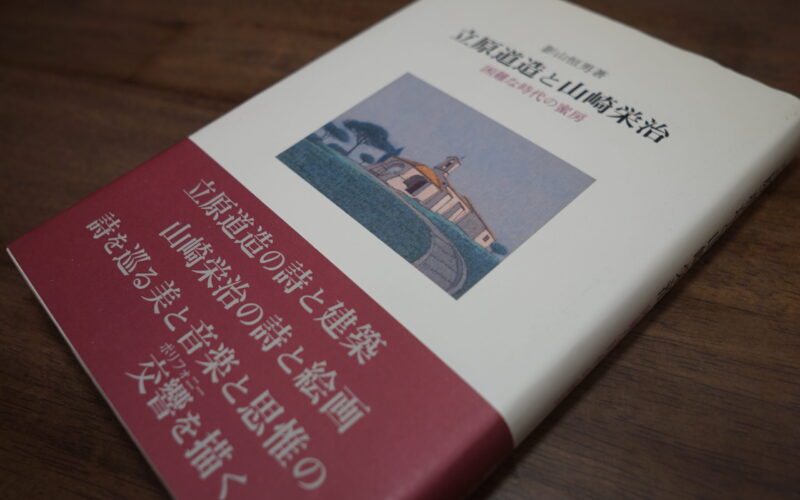 新山恒男著
立原道造と山崎栄治
困難な時代の蜜房
立原道造の詩と建築
山崎栄治の詩と絵画
詩を巡る美と音楽と思惟の
ポリフォニー
交響を描く